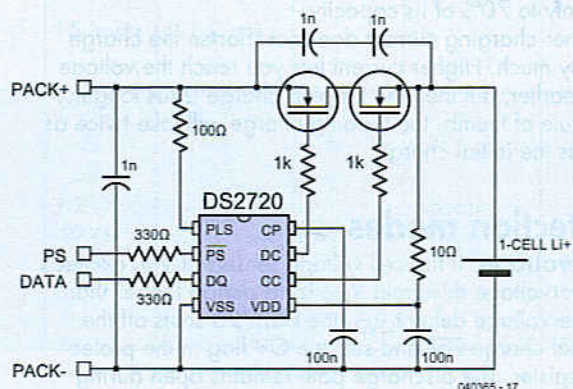 1n
1n
PACK+
100Ω
1k
1k
1n
DS2720
PLS
CP
PS
DC
DQ
CC
VSS
VDD
PS
330Ω
DATA
330Ω
10Ω
1-CELL Li+
100n
100n
PACK-
040365 - 17